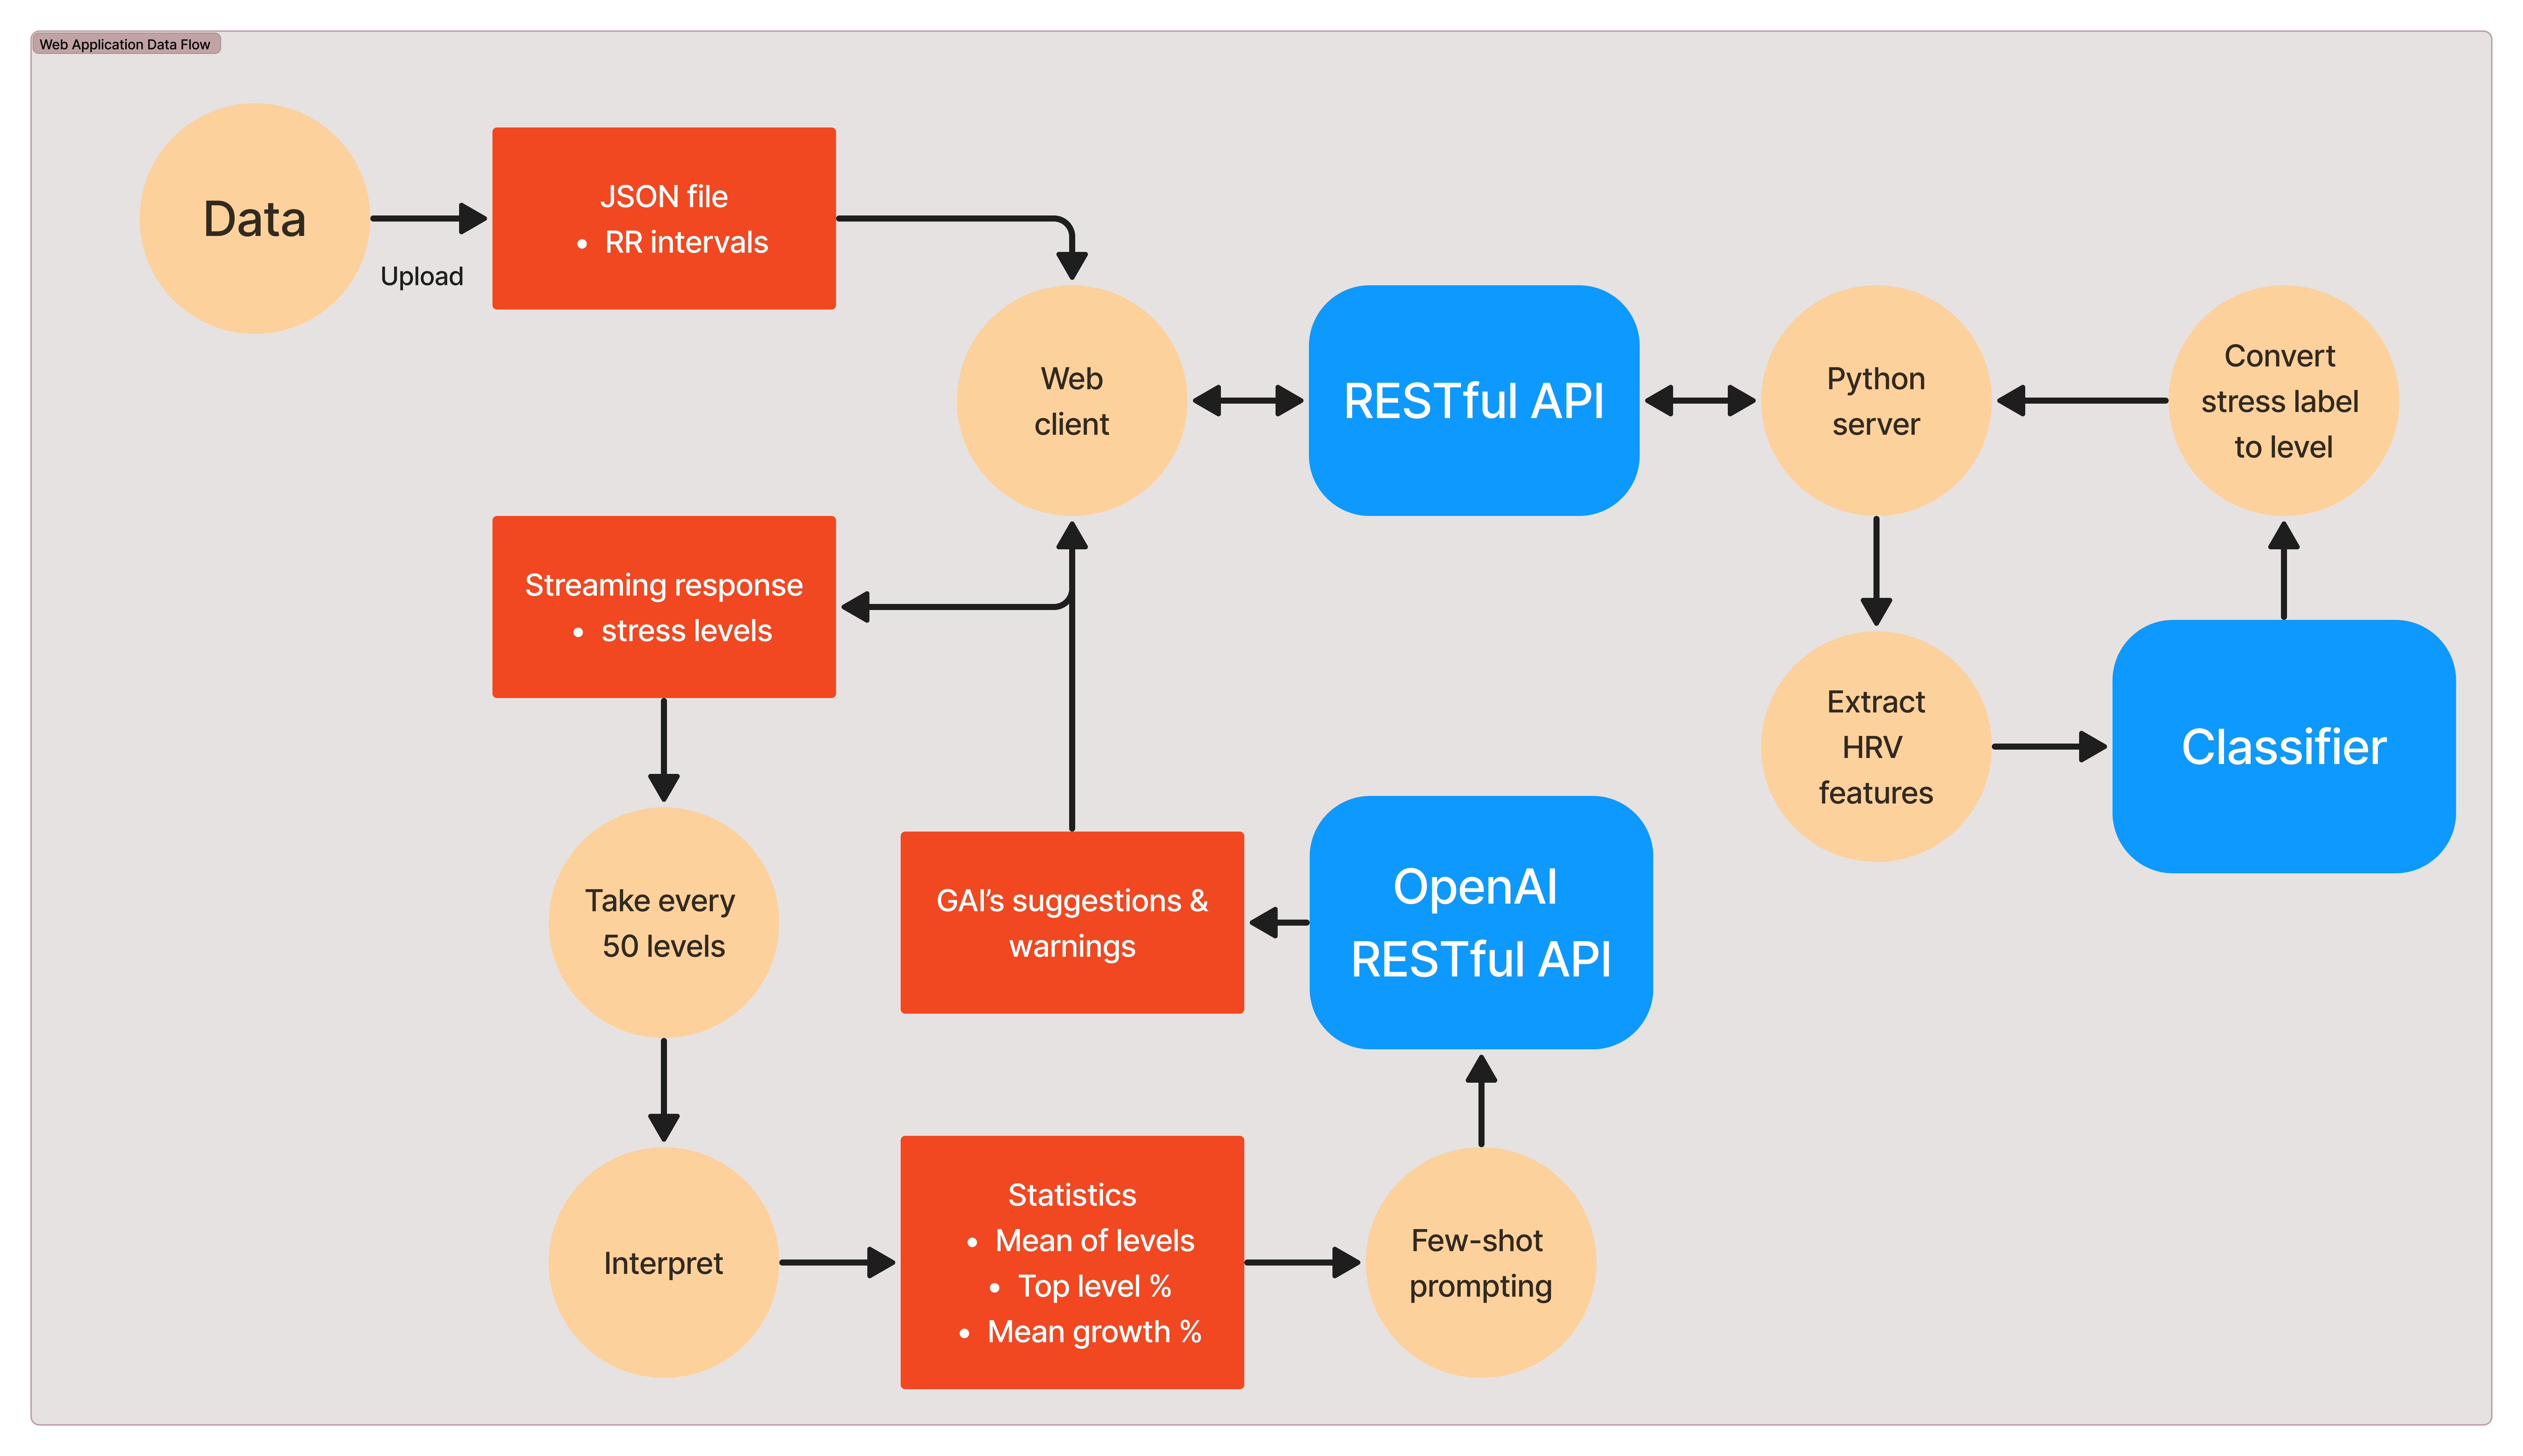 Web Application Data Flow
Data
Upload
JSON file
• RR intervals
Web
client
RESTful API
Python
server
Convert
stress label
to level
Streaming response
• stress levels
Extract
HRV
features
Classifier
Take every
50 levels
GAI’s suggestions &
warnings
OpenAI
RESTful API
Interpret
Statistics
• Mean of levels
• Top level %
• Mean growth %
Few-shot
prompting